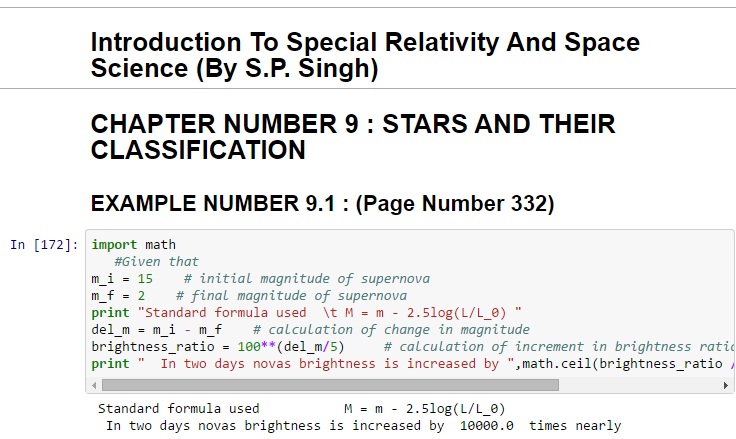 Introduction To Special Relativity And Space
Science (By S.P. Singh)
CHAPTER NUMBER 9 : STARS AND THEIR
CLASSIFICATION
EXAMPLE NUMBER 9.1 : (Page Number 332)
In [172]: import math
#Given that
m_i = 15 # initial magnitude of supernova
m_f = 2 # final magnitude of supernova
print "Standard formula used \t M = m - 2.5log(L/L_0) "
del_m = m_i - m_f # calculation of change in magnitude
brightness_ratio = 100**(del_m/5) # calculation of increment in brightness ratio
print " In two days novas brightness is increased by ",math.ceil(brightness_ratio /
Standard formula used M = m - 2.5log(L/L_0)
In two days novas brightness is increased by 10000.0 times nearly